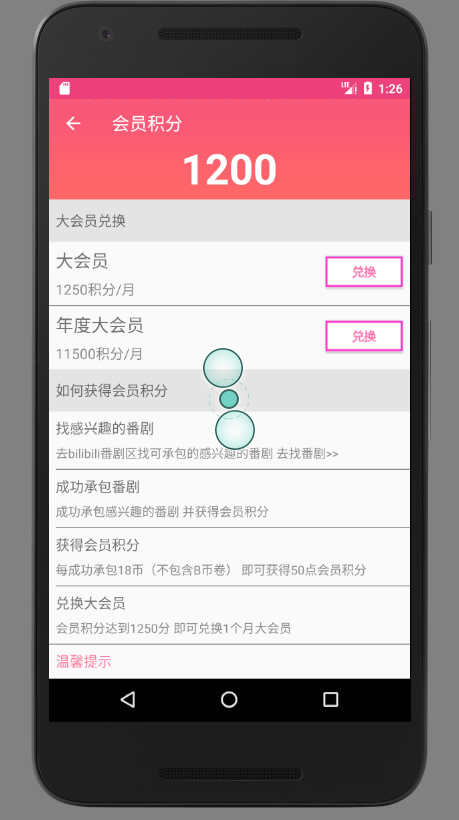 LTE 1:26
会员积分
1200
大会员兑换
大会员
1250积分/月
兑换
年度大会员
11500积分/月
兑换
如何获得会员积分
找感兴趣的番剧
去bilibili番剧区找可承包的感兴趣的番剧 去找番剧>>
成功承包番剧
成功承包感兴趣的番剧 并获得会员积分
获得会员积分
每成功承包18币（不包含B币卷） 即可获得50点会员积分
兑换大会员
会员积分达到1250分 即可兑换1个月大会员
温馨提示